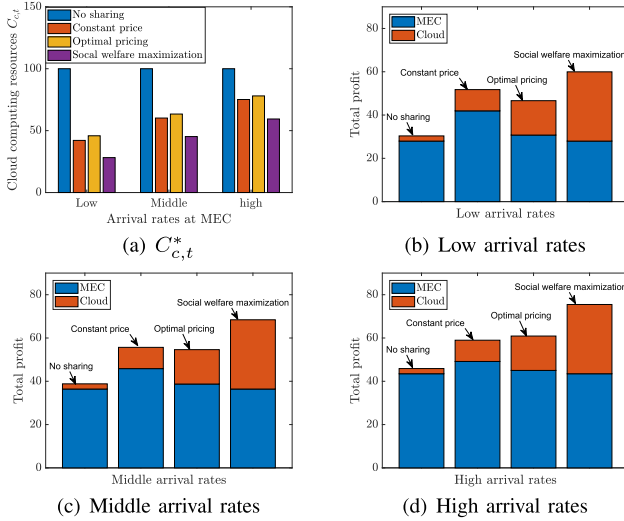 Cloud computing resources C_{c,t}
150
100
50
0
No sharing
Constant price
Optimal pricing
Socal welfare maximization
Low
Middle
high
Arrival rates at MEC
(a) C^*_{c,t}
Total profit
80
60
40
20
0
MEC
Cloud
No sharing
Constant price
Optimal pricing
Social welfare maximization
Low arrival rates
(b) Low arrival rates
Total profit
80
60
40
20
0
MEC
Cloud
No sharing
Constant price
Optimal pricing
Social welfare maximization
Middle arrival rates
(c) Middle arrival rates
Total profit
80
60
40
20
0
MEC
Cloud
No sharing
Constant price
Optimal pricing
Social welfare maximization
High arrival rates
(d) High arrival rates